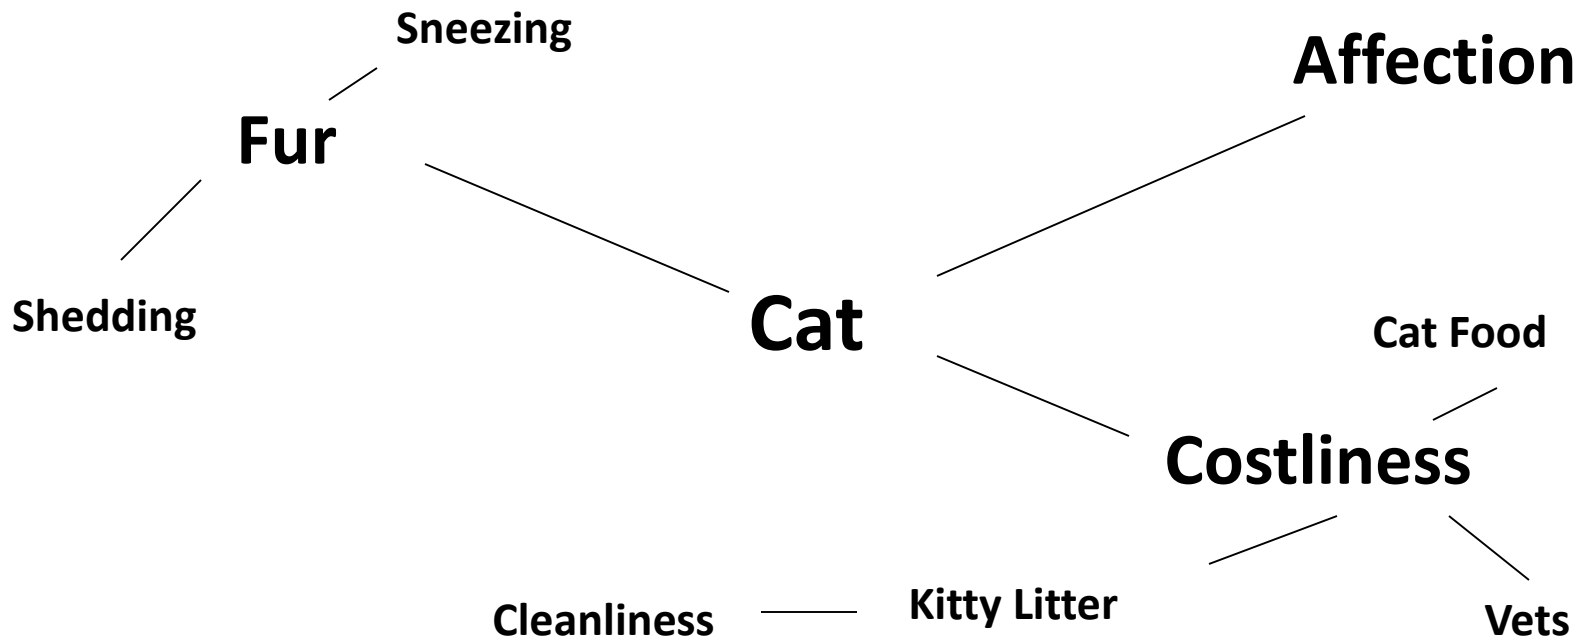 Sneezing
Affection
Fur
Shedding
Cat
Cat Food
Costliness
Kitty Litter
Cleanliness
Vets